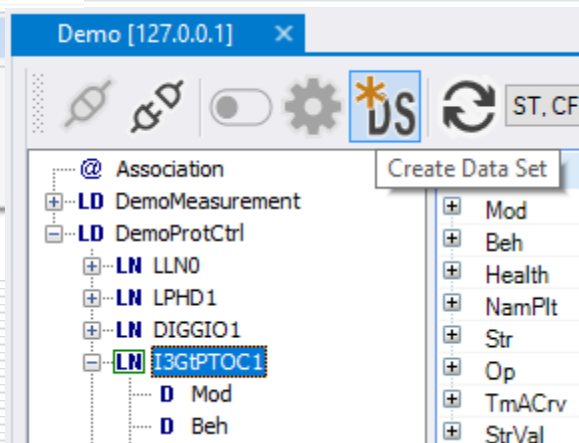 Demo [127.0.0.1] ×
DS
ST, CF
Create Data Set
@ Association
LD DemoMeasurement
LD DemoProtCtrl
LN LLN0
LN LPHD1
LN DIGGIO1
LN I3GtPTOC1
D Mod
D Beh
Mod
Beh
Health
NamPlt
Str
Op
TmACrv
StrVal